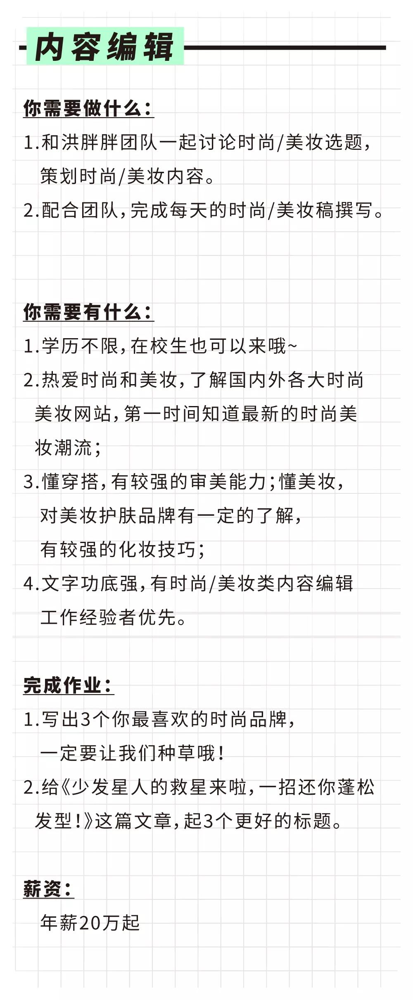 内容编辑
你需要做什么：
1.和洪胖胖团队一起讨论时尚/美妆选题，
策划时尚/美妆内容。
2.配合团队，完成每天的时尚/美妆稿撰写。
你需要有什么：
1.学历不限，在校生也可以来哦~
2.热爱时尚和美妆，了解国内外各大时尚
美妆网站，第一时间知道最新的时尚美
妆潮流；
3.懂穿搭，有较强的审美能力；懂美妆，
对美妆护肤品牌有一定的了解，
有较强的化妆技巧；
4.文字功底强，有时尚/美妆类内容编辑
工作经验者优先。
完成作业：
1.写出3个你最喜欢的时尚品牌，
一定要让我们种草哦！
2.给《少发星人的救星来啦，一招还你蓬松
发型！》这篇文章，起3个更好的标题。
薪资：
年薪20万起